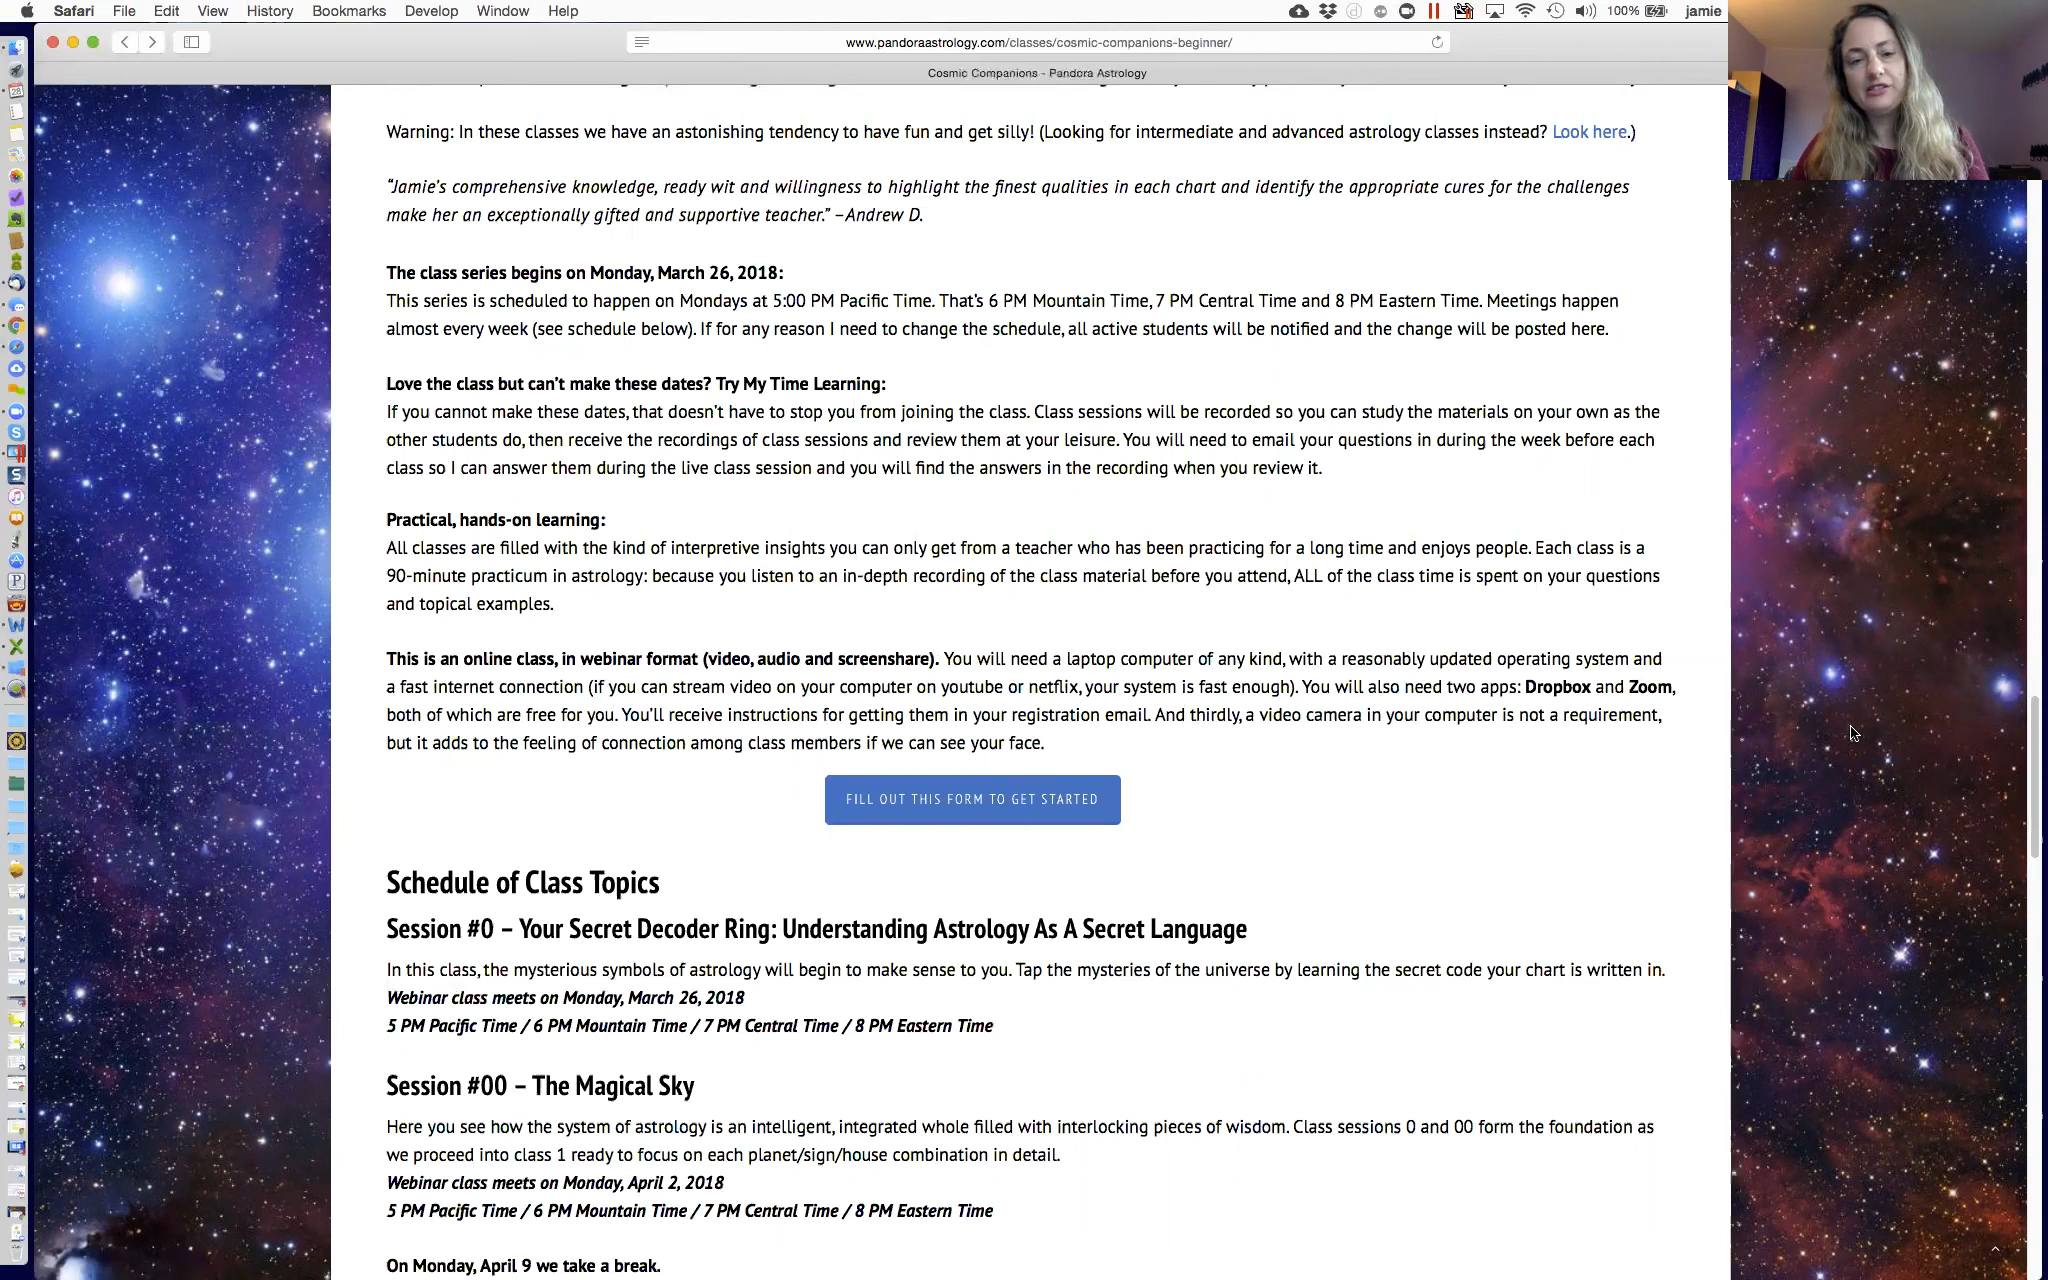 Safari File Edit View History Bookmarks Develop Window Help 100% jamie
www.pandoraastrology.com/classes/cosmic-companions-beginner/
Cosmic Companions - Pandora Astrology
Warning: In these classes we have an astonishing tendency to have fun and get silly! (Looking for intermediate and advanced astrology classes instead? Look here.)
“Jamie’s comprehensive knowledge, ready wit and willingness to highlight the finest qualities in each chart and identify the appropriate cures for the challenges
make her an exceptionally gifted and supportive teacher.” –Andrew D.
The class series begins on Monday, March 26, 2018:
This series is scheduled to happen on Mondays at 5:00 PM Pacific Time. That’s 6 PM Mountain Time, 7 PM Central Time and 8 PM Eastern Time. Meetings happen
almost every week (see schedule below). If for any reason I need to change the schedule, all active students will be notified and the change will be posted here.
Love the class but can’t make these dates? Try My Time Learning:
If you cannot make these dates, that doesn’t have to stop you from joining the class. Class sessions will be recorded so you can study the materials on your own as the
other students do, then receive the recordings of class sessions and review them at your leisure. You will need to email your questions in during the week before each
class so I can answer them during the live class session and you will find the answers in the recording when you review it.
Practical, hands-on learning:
All classes are filled with the kind of interpretive insights you can only get from a teacher who has been practicing for a long time and enjoys people. Each class is a
90-minute practicum in astrology: because you listen to an in-depth recording of the class material before you attend, ALL of the class time is spent on your questions
and topical examples.
This is an online class, in webinar format (video, audio and screenshare). You will need a laptop computer of any kind, with a reasonably updated operating system and
a fast internet connection (if you can stream video on your computer on youtube or netflix, your system is fast enough). You will also need two apps: Dropbox and Zoom,
both of which are free for you. You’ll receive instructions for getting them in your registration email. And thirdly, a video camera in your computer is not a requirement,
but it adds to the feeling of connection among class members if we can see your face.
FILL OUT THIS FORM TO GET STARTED
Schedule of Class Topics
Session #0 – Your Secret Decoder Ring: Understanding Astrology As A Secret Language
In this class, the mysterious symbols of astrology will begin to make sense to you. Tap the mysteries of the universe by learning the secret code your chart is written in.
Webinar class meets on Monday, March 26, 2018
5 PM Pacific Time / 6 PM Mountain Time / 7 PM Central Time / 8 PM Eastern Time
Session #00 – The Magical Sky
Here you see how the system of astrology is an intelligent, integrated whole filled with interlocking pieces of wisdom. Class sessions 0 and 00 form the foundation as
we proceed into class 1 ready to focus on each planet/sign/house combination in detail.
Webinar class meets on Monday, April 2, 2018
5 PM Pacific Time / 6 PM Mountain Time / 7 PM Central Time / 8 PM Eastern Time
On Monday, April 9 we take a break.